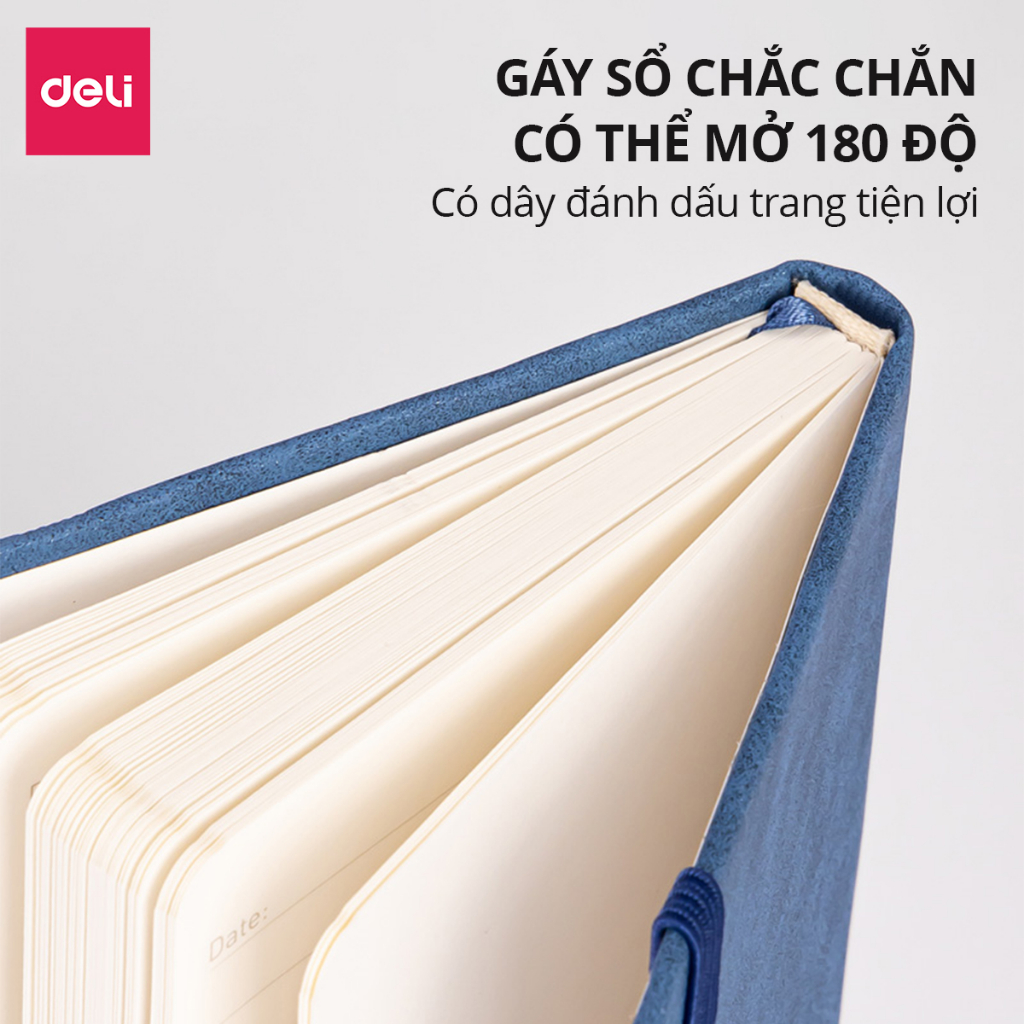 deli
GÁY SỔ CHẮC CHẮN
CÓ THỂ MỞ 180 ĐỘ
Có dây đánh dấu trang tiện lợi
Date: